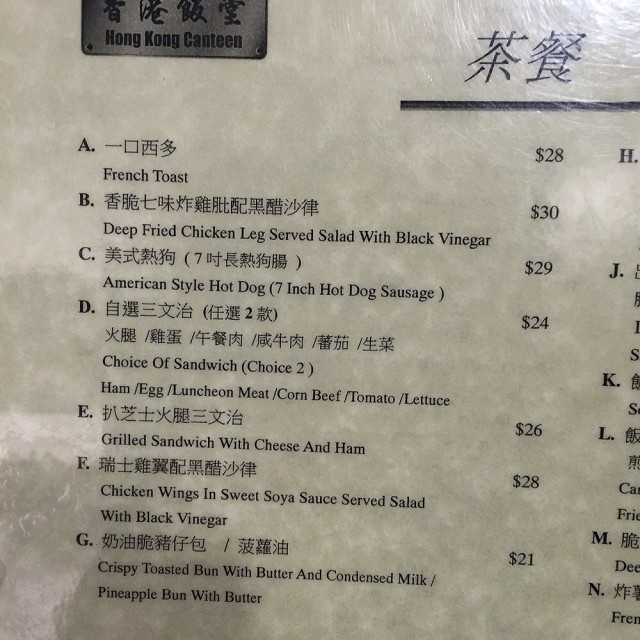 香港飯堂
Hong Kong Canteen
茶餐
A. 一口西多 $28
French Toast
B. 香脆七味炸雞肶配黑醋沙律 $30
Deep Fried Chicken Leg Served Salad With Black Vinegar
C. 美式熱狗 ( 7 吋長熱狗腸 ) $29
American Style Hot Dog (7 Inch Hot Dog Sausage )
D. 自選三文治 (任選 2 款) $24
火腿 /雞蛋 /午餐肉 /咸牛肉 /蕃茄 /生菜
Choice Of Sandwich (Choice 2 )
Ham /Egg /Luncheon Meat /Corn Beef /Tomato /Lettuce
E. 扒芝士火腿三文治 $26
Grilled Sandwich With Cheese And Ham
F. 瑞士雞翼配黑醋沙律 $28
Chicken Wings In Sweet Soya Sauce Served Salad
With Black Vinegar
G. 奶油脆豬仔包 / 菠蘿油 $21
Crispy Toasted Bun With Butter And Condensed Milk /
Pineapple Bun With Butter
H.
J.
K. 飯
L. 飯
煎
M. 脆
N. 炸薯